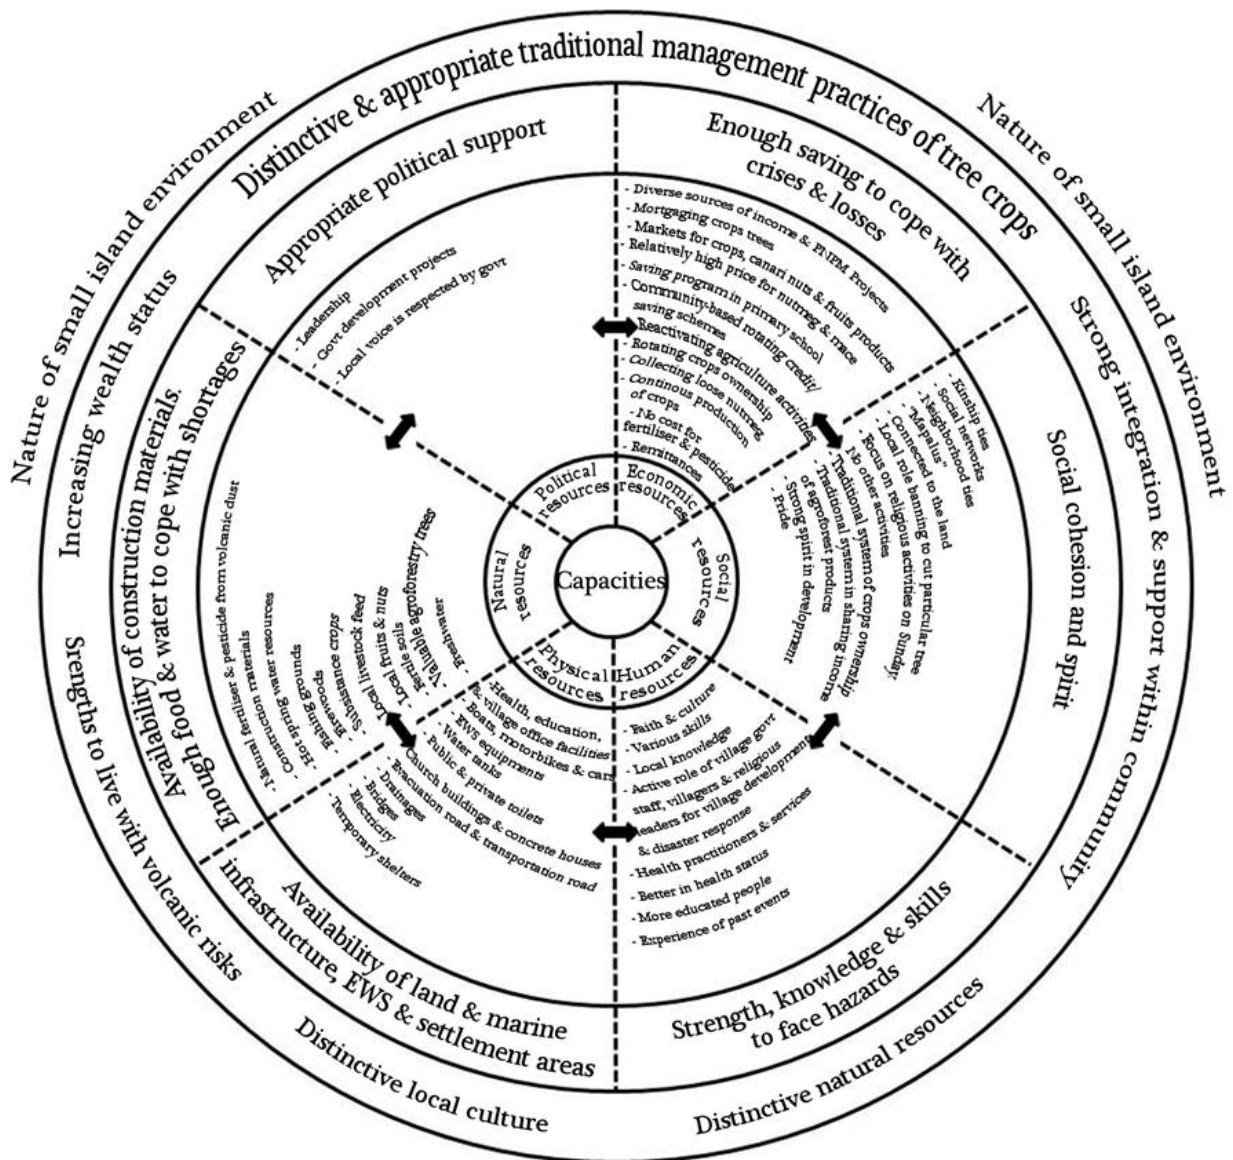 Nature of small island environment
Nature of small island environment
Distinctive & appropriate traditional management practices of tree crops
Strong integration & support within community
Distinctive natural resources
Distinctive local culture
Srengths to live with volcanic risks
Increasing wealth status
Appropriate political support
Enough saving to cope with
crises & losses
Social cohesion and spirit
Strength, knowledge & skills
to face hazards
Availability of land & marine
infrastructure, EWS & settlement areas
Availability of construction materials.
Enough food & water to cope with shortages
- Leadership
- Govt development projects
- Local voice is respected by govt
- Diverse sources of income & PNPM Projects
- Mortgaging crops trees
- Markets for crops, canari nuts & fruits products
- Relatively high price for nutmeg & mace
- Saving program in primary school
- Community-based rotating credit/
saving schemes
Reactivating agriculture activities
- Rotating crops ownership
- Collecting loose nutmeg
- Continous production
of crops
- No cost for
fertiliser & pesticide
- Remittances
- Kinship ties
- Social networks
- Neighborhood ties
- "Mapalus"
- Connected to the land
- Local role banning to cut particular tree
- Focus on religious activities on Sunday
- No other activities
- Traditional system of crops ownership
- Traditional system in sharing income
of agroforest products
- Strong spirit in development
- Pride
- Faith & culture
- Various skills
- Local knowledge
- Active role of village govt
staff, villagers & religious
leaders for village development
& disaster response
- Health practitioners & services
- Better in health status
- More educated people
- Experience of past events
- Health, education,
& village office facilities
- Boats, motorbikes & cars
- EWS equipments
- Water tanks
- Public & private toilets
Church buildings & concrete houses
- Evacuation road & transportation road
- Drainages
- Bridges
- Electricity
- Temporary shelters
- Natural fertiliser & pesticide from volcanic dust
- Construction materials
- Hot spring water resources
- Fishing grounds
- Firewoods
- Subsistance crops
- Local livestock feed
- Local fruits & nuts
- Fertile soils
- Valuable agroforestry trees
- Freshwater
Political
resources
Economic
resources
Social
resources
Human
resources
Physical
resources
Natural
resources
Capacities